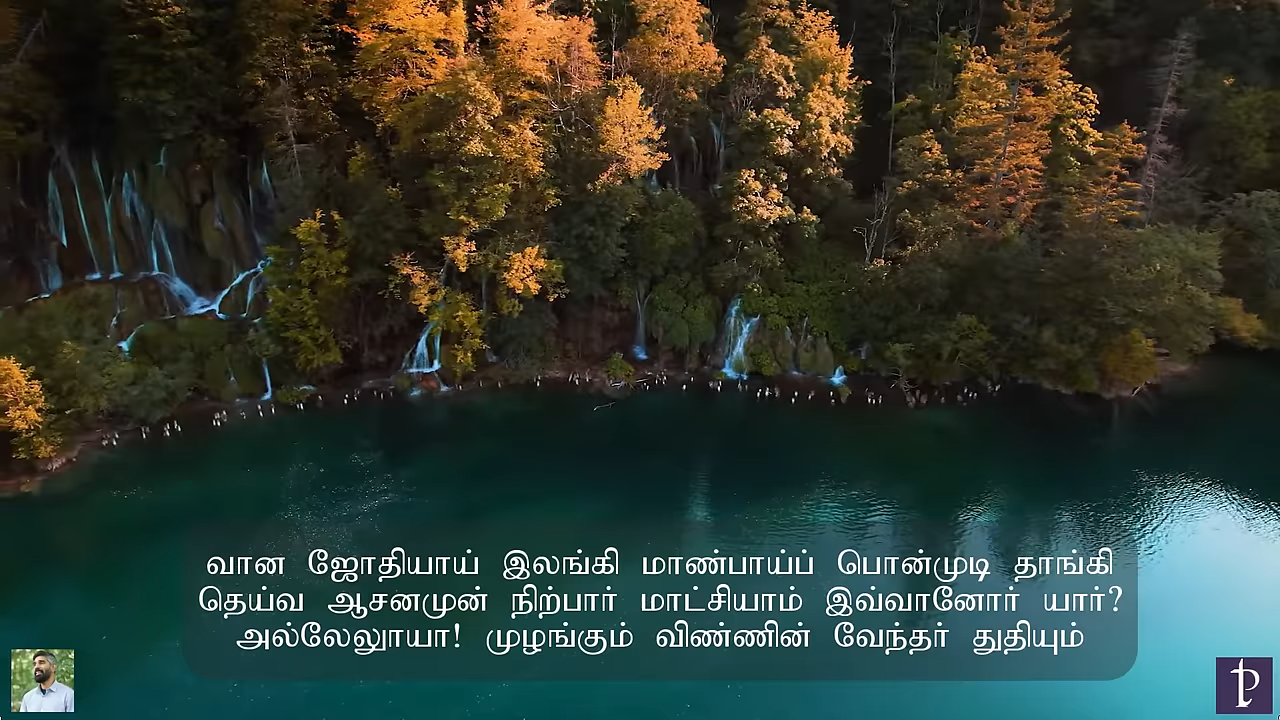 வான ஜோதியாய் இலங்கி மாண்பாய்ப் பொன்முடி தாங்கி
தெய்வ ஆசனமுன் நிற்பார் மாட்சியாம் இவ்வானோர் யார்?
அல்லேலூயா! முழங்கும் விண்ணின் வேந்தர் துதியும்